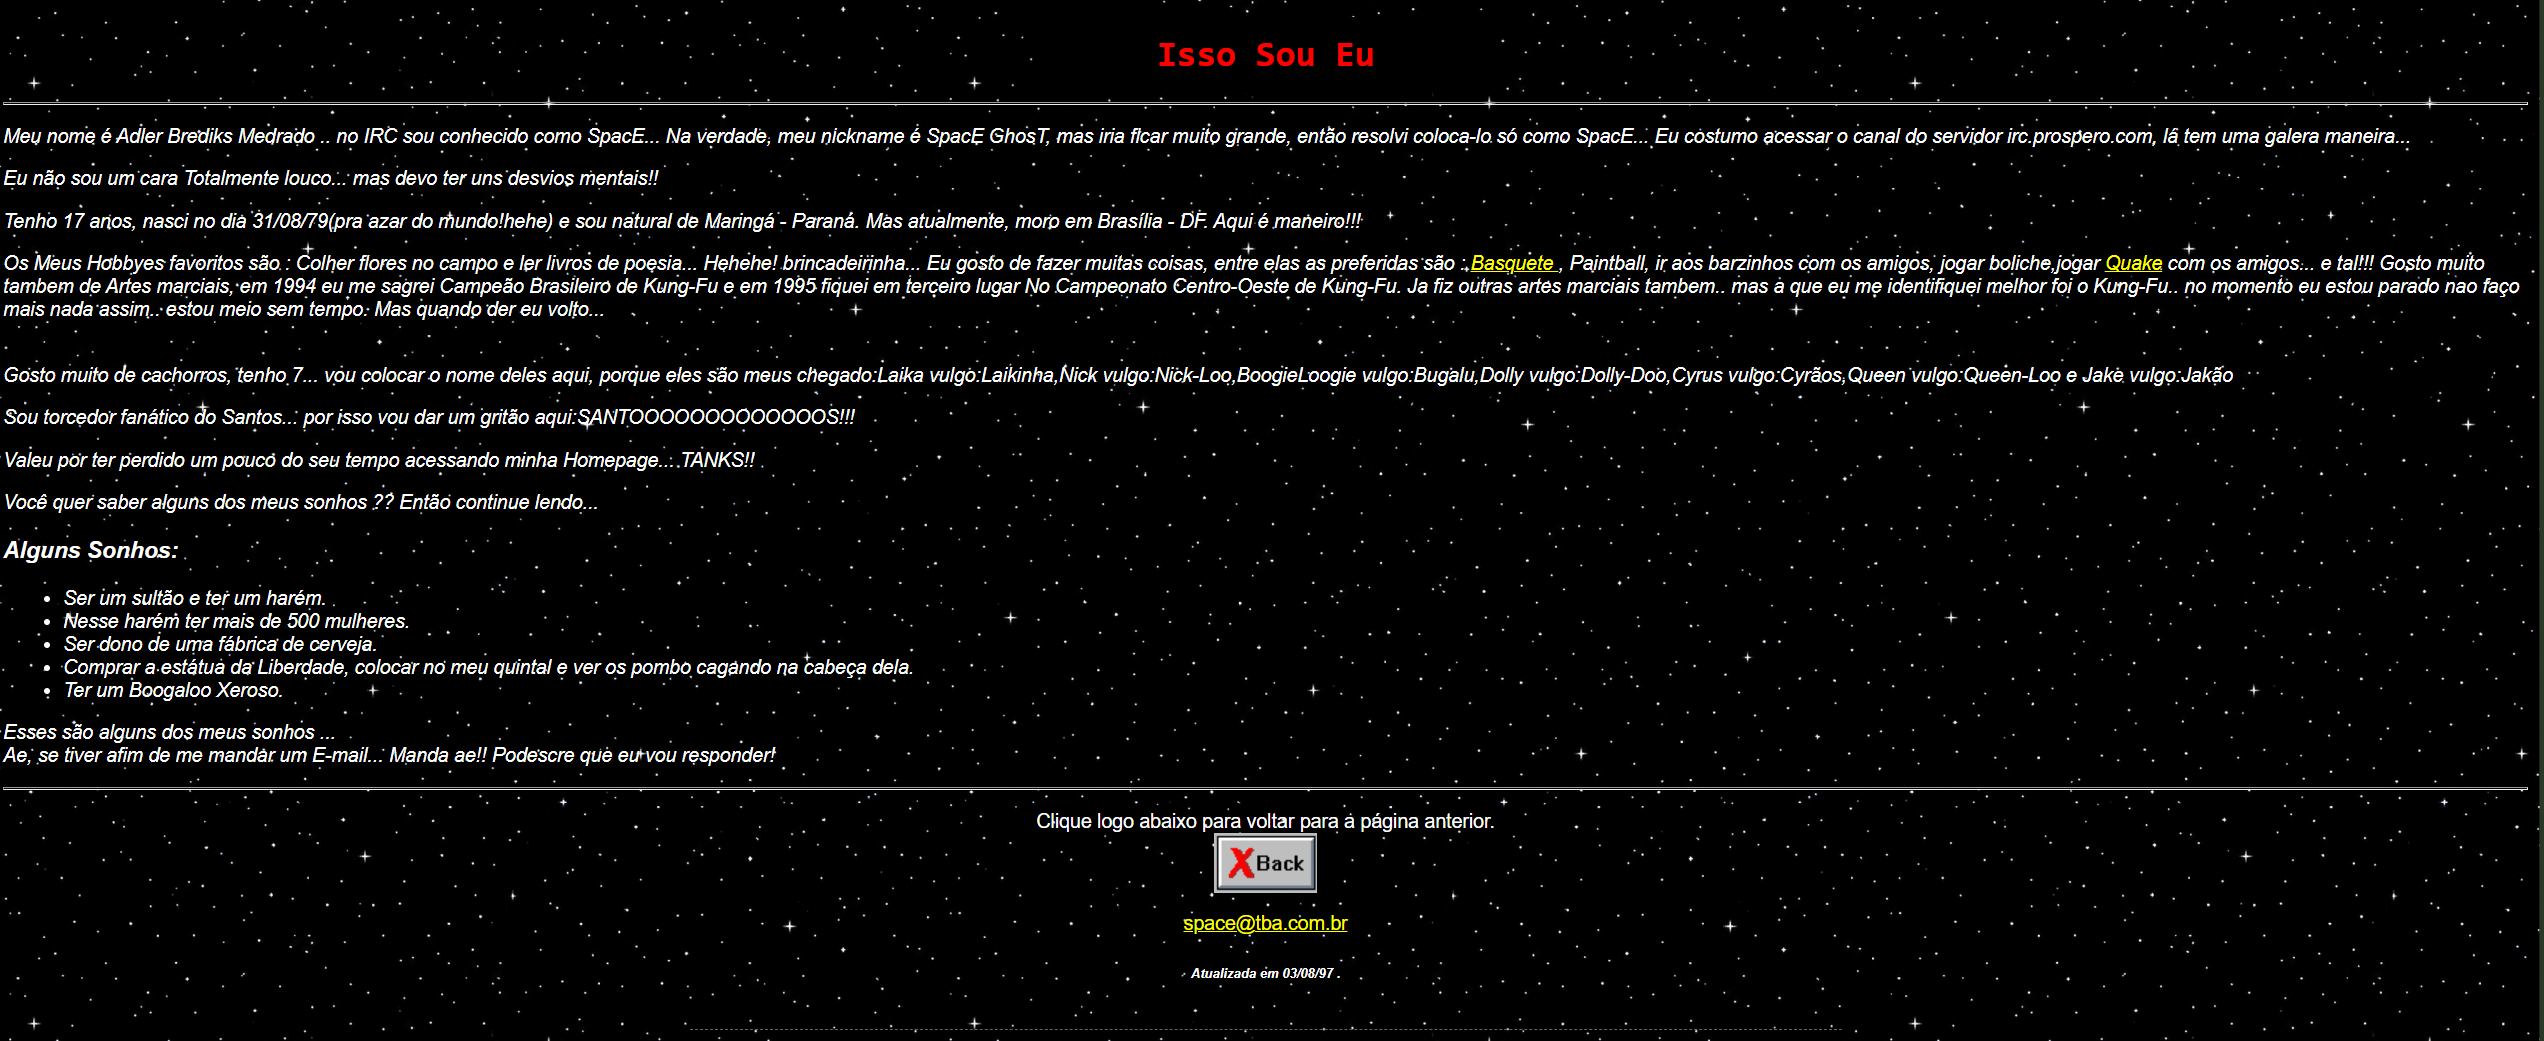 Isso Sou Eu
Meu nome é Adler Brediks Medrado .. no IRC sou conhecido como SpacE... Na verdade, meu nickname é SpacE GhosT, mas iria ficar muito grande, então resolvi coloca-lo só como SpacE... Eu costumo acessar o canal do servidor irc.prospero.com, lá tem uma galera maneira...
Eu não sou um cara Totalmente louco... mas devo ter uns desvios mentais!!
Tenho 17 anos, nasci no dia 31/08/79(pra azar do mundo!hehe) e sou natural de Maringá - Paraná. Mas atualmente, moro em Brasília - DF. Aqui é maneiro!!!
Os Meus Hobbyes favoritos são : Colher flores no campo e ler livros de poesia... Hehehe! brincadeirinha... Eu gosto de fazer muitas coisas, entre elas as preferidas são : Basquete , Paintball, ir aos barzinhos com os amigos, jogar boliche,jogar Quake com os amigos... e tal!!! Gosto muito
tambem de Artes marciais, em 1994 eu me sagrei Campeão Brasileiro de Kung-Fu e em 1995 fiquei em terceiro lugar No Campeonato Centro-Oeste de Kung-Fu. Ja fiz outras artes marciais tambem.. mas a que eu me identifiquei melhor foi o Kung-Fu.. no momento eu estou parado nao faço
mais nada assim.. estou meio sem tempo. Mas quando der eu volto...
Gosto muito de cachorros, tenho 7... vou colocar o nome deles aqui, porque eles são meus chegado:Laika vulgo:Laikinha,Nick vulgo:Nick-Loo,BoogieLoogie vulgo:Bugalu,Dolly vulgo:Dolly-Doo,Cyrus vulgo:Cyrãos,Queen vulgo:Queen-Loo e Jake vulgo:Jakão
Sou torcedor fanático do Santos... por isso vou dar um gritão aqui:SANTOOOOOOOOOOOOOS!!!
Valeu por ter perdido um pouco do seu tempo acessando minha Homepage... TANKS!!
Você quer saber alguns dos meus sonhos ?? Então continue lendo...
Alguns Sonhos:
• Ser um sultão e ter um harém.
• Nesse harém ter mais de 500 mulheres.
• Ser dono de uma fábrica de cerveja.
• Comprar a estátua da Liberdade, colocar no meu quintal e ver os pombo cagando na cabeça dela.
• Ter um Boogaloo Xeroso.
Esses são alguns dos meus sonhos ...
Ae, se tiver afim de me mandar um E-mail... Manda ae!! Podescre que eu vou responder!
Clique logo abaixo para voltar para a página anterior.
X Back
space@tba.com.br
Atualizada em 03/08/97 .